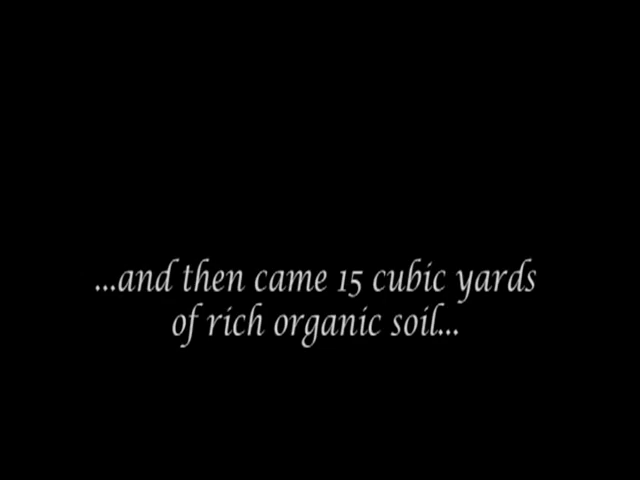 ...and then came 15 cubic yards
of rich organic soil...